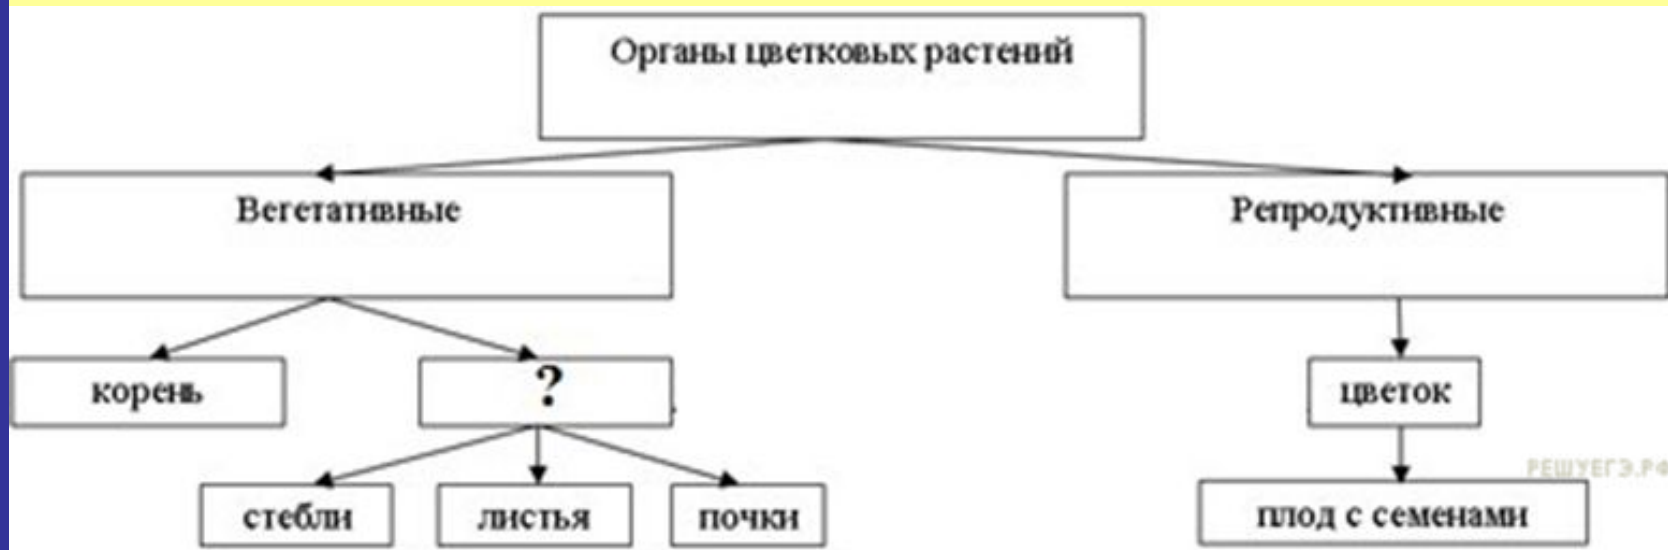 Органы цветковых растений
Вегетативные
Репродуктивные
корень
?
цветок
стебли
листья
почки
плод с семенами
РЕШУЕГЭ.РФ